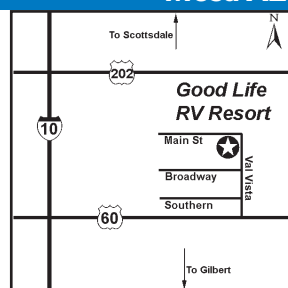 N
To Scottsdale
202
Good Life
RV Resort
10
Main St
Broadway
Val Vista
Southern
60
To Gilbert